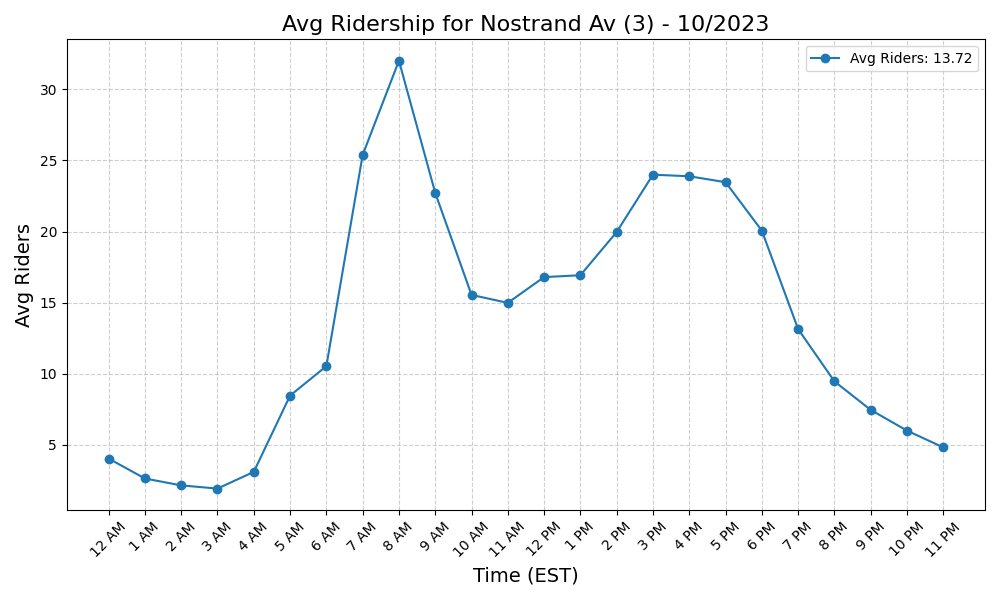 Avg Ridership for Nostrand Av (3) - 10/2023
Avg Riders: 13.72
Avg Riders
30
25
20
15
10
5
12 AM
1 AM
2 AM
3 AM
4 AM
5 AM
6 AM
7 AM
8 AM
9 AM
10 AM
11 AM
12 PM
1 PM
2 PM
3 PM
4 PM
5 PM
6 PM
7 PM
8 PM
9 PM
10 PM
11 PM
Time (EST)